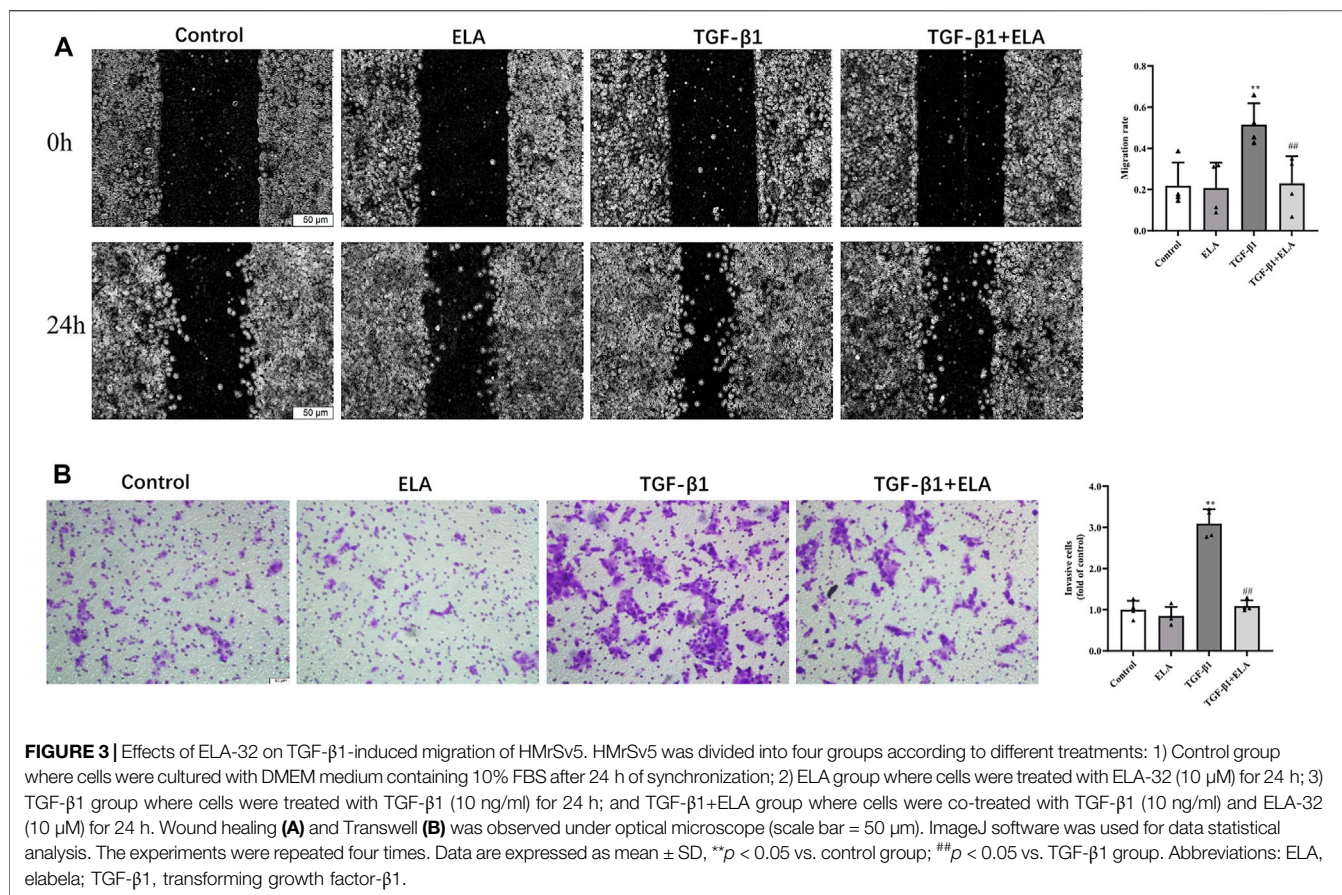 A
Control
ELA
TGF-β1
TGF-β1+ELA
0h
50 µm
24h
50 µm
Migration rate
0.8
0.6
0.4
0.2
0.0
**
##
Control
ELA
TGF-β1
TGF-β1+ELA
B
Control
ELA
TGF-β1
TGF-β1+ELA
Invasive cells
(fold of control)
4.0
3.0
2.0
1.0
0.0
**
##
Control
ELA
TGF-β1
TGF-β1+ELA
FIGURE 3 | Effects of ELA-32 on TGF-β1-induced migration of HMrSv5. HMrSv5 was divided into four groups according to different treatments: 1) Control group
where cells were cultured with DMEM medium containing 10% FBS after 24 h of synchronization; 2) ELA group where cells were treated with ELA-32 (10 µM) for 24 h; 3)
TGF-β1 group where cells were treated with TGF-β1 (10 ng/ml) for 24 h; and TGF-β1+ELA group where cells were co-treated with TGF-β1 (10 ng/ml) and ELA-32
(10 µM) for 24 h. Wound healing (A) and Transwell (B) was observed under optical microscope (scale bar = 50 µm). ImageJ software was used for data statistical
analysis. The experiments were repeated four times. Data are expressed as mean ± SD, **p < 0.05 vs. control group; ##p < 0.05 vs. TGF-β1 group. Abbreviations: ELA,
elabela; TGF-β1, transforming growth factor-β1.